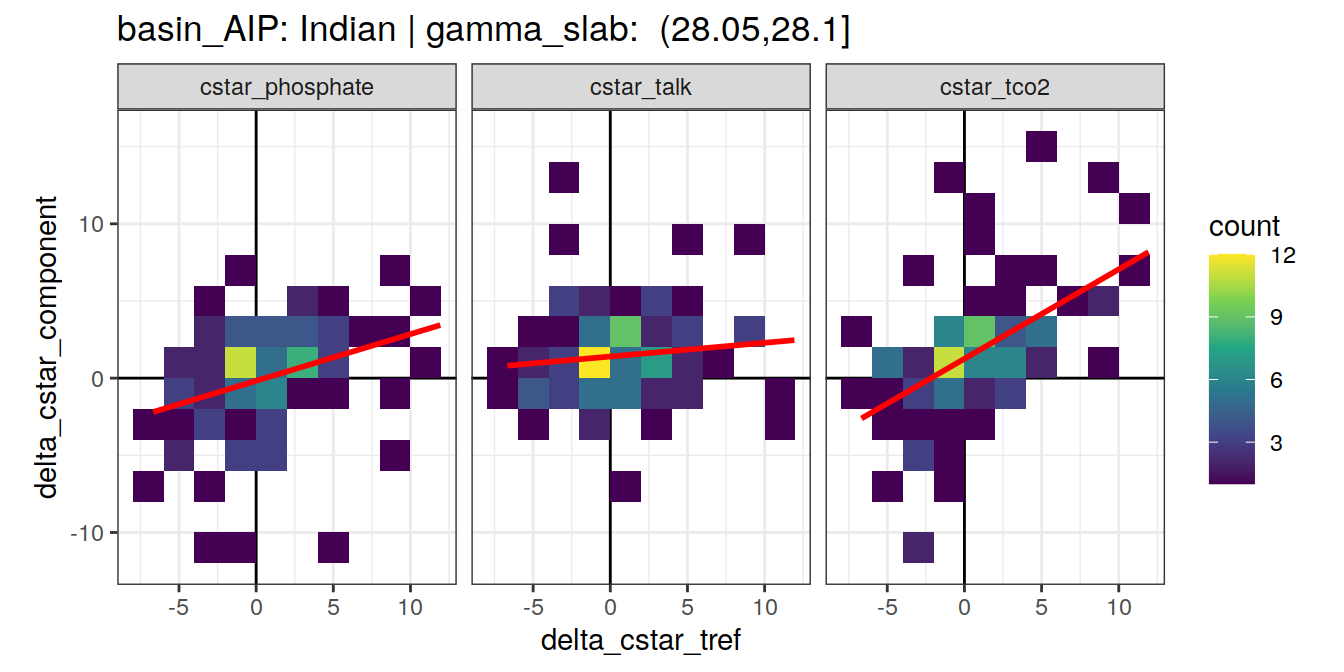 basin_AIP: Indian | gamma_slab:  (28.05,28.1]
cstar_phosphate
cstar_talk
cstar_tco2
delta_cstar_component
10
0
-10
-5
0
5
10
-5
0
5
10
-5
0
5
10
delta_cstar_tref
count
12
9
6
3